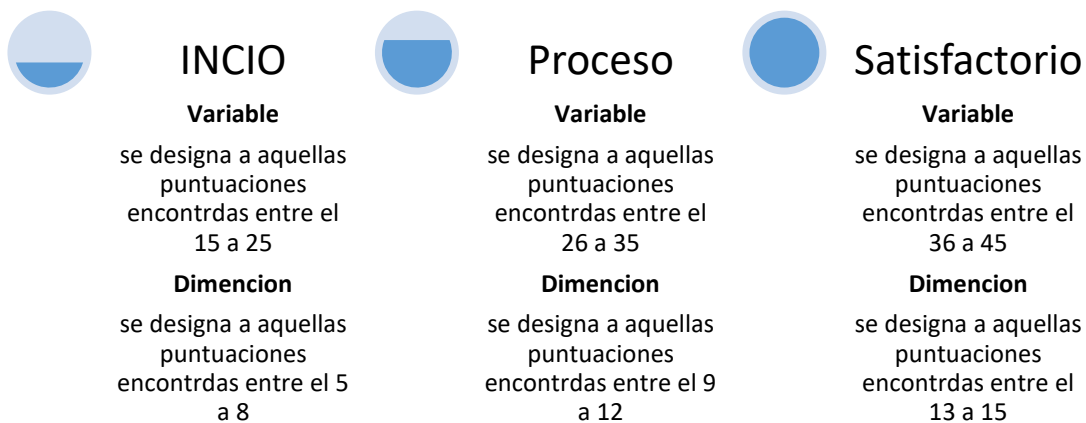 INCIO
Variable
se designa a aquellas
puntuaciones
encontrdas entre el
15 a 25
Dimencion
se designa a aquellas
puntuaciones
encontrdas entre el 5
a 8
Proceso
Variable
se designa a aquellas
puntuaciones
encontrdas entre el
26 a 35
Dimencion
se designa a aquellas
puntuaciones
encontrdas entre el 9
a 12
Satisfactorio
Variable
se designa a aquellas
puntuaciones
encontrdas entre el
36 a 45
Dimencion
se designa a aquellas
puntuaciones
encontrdas entre el
13 a 15